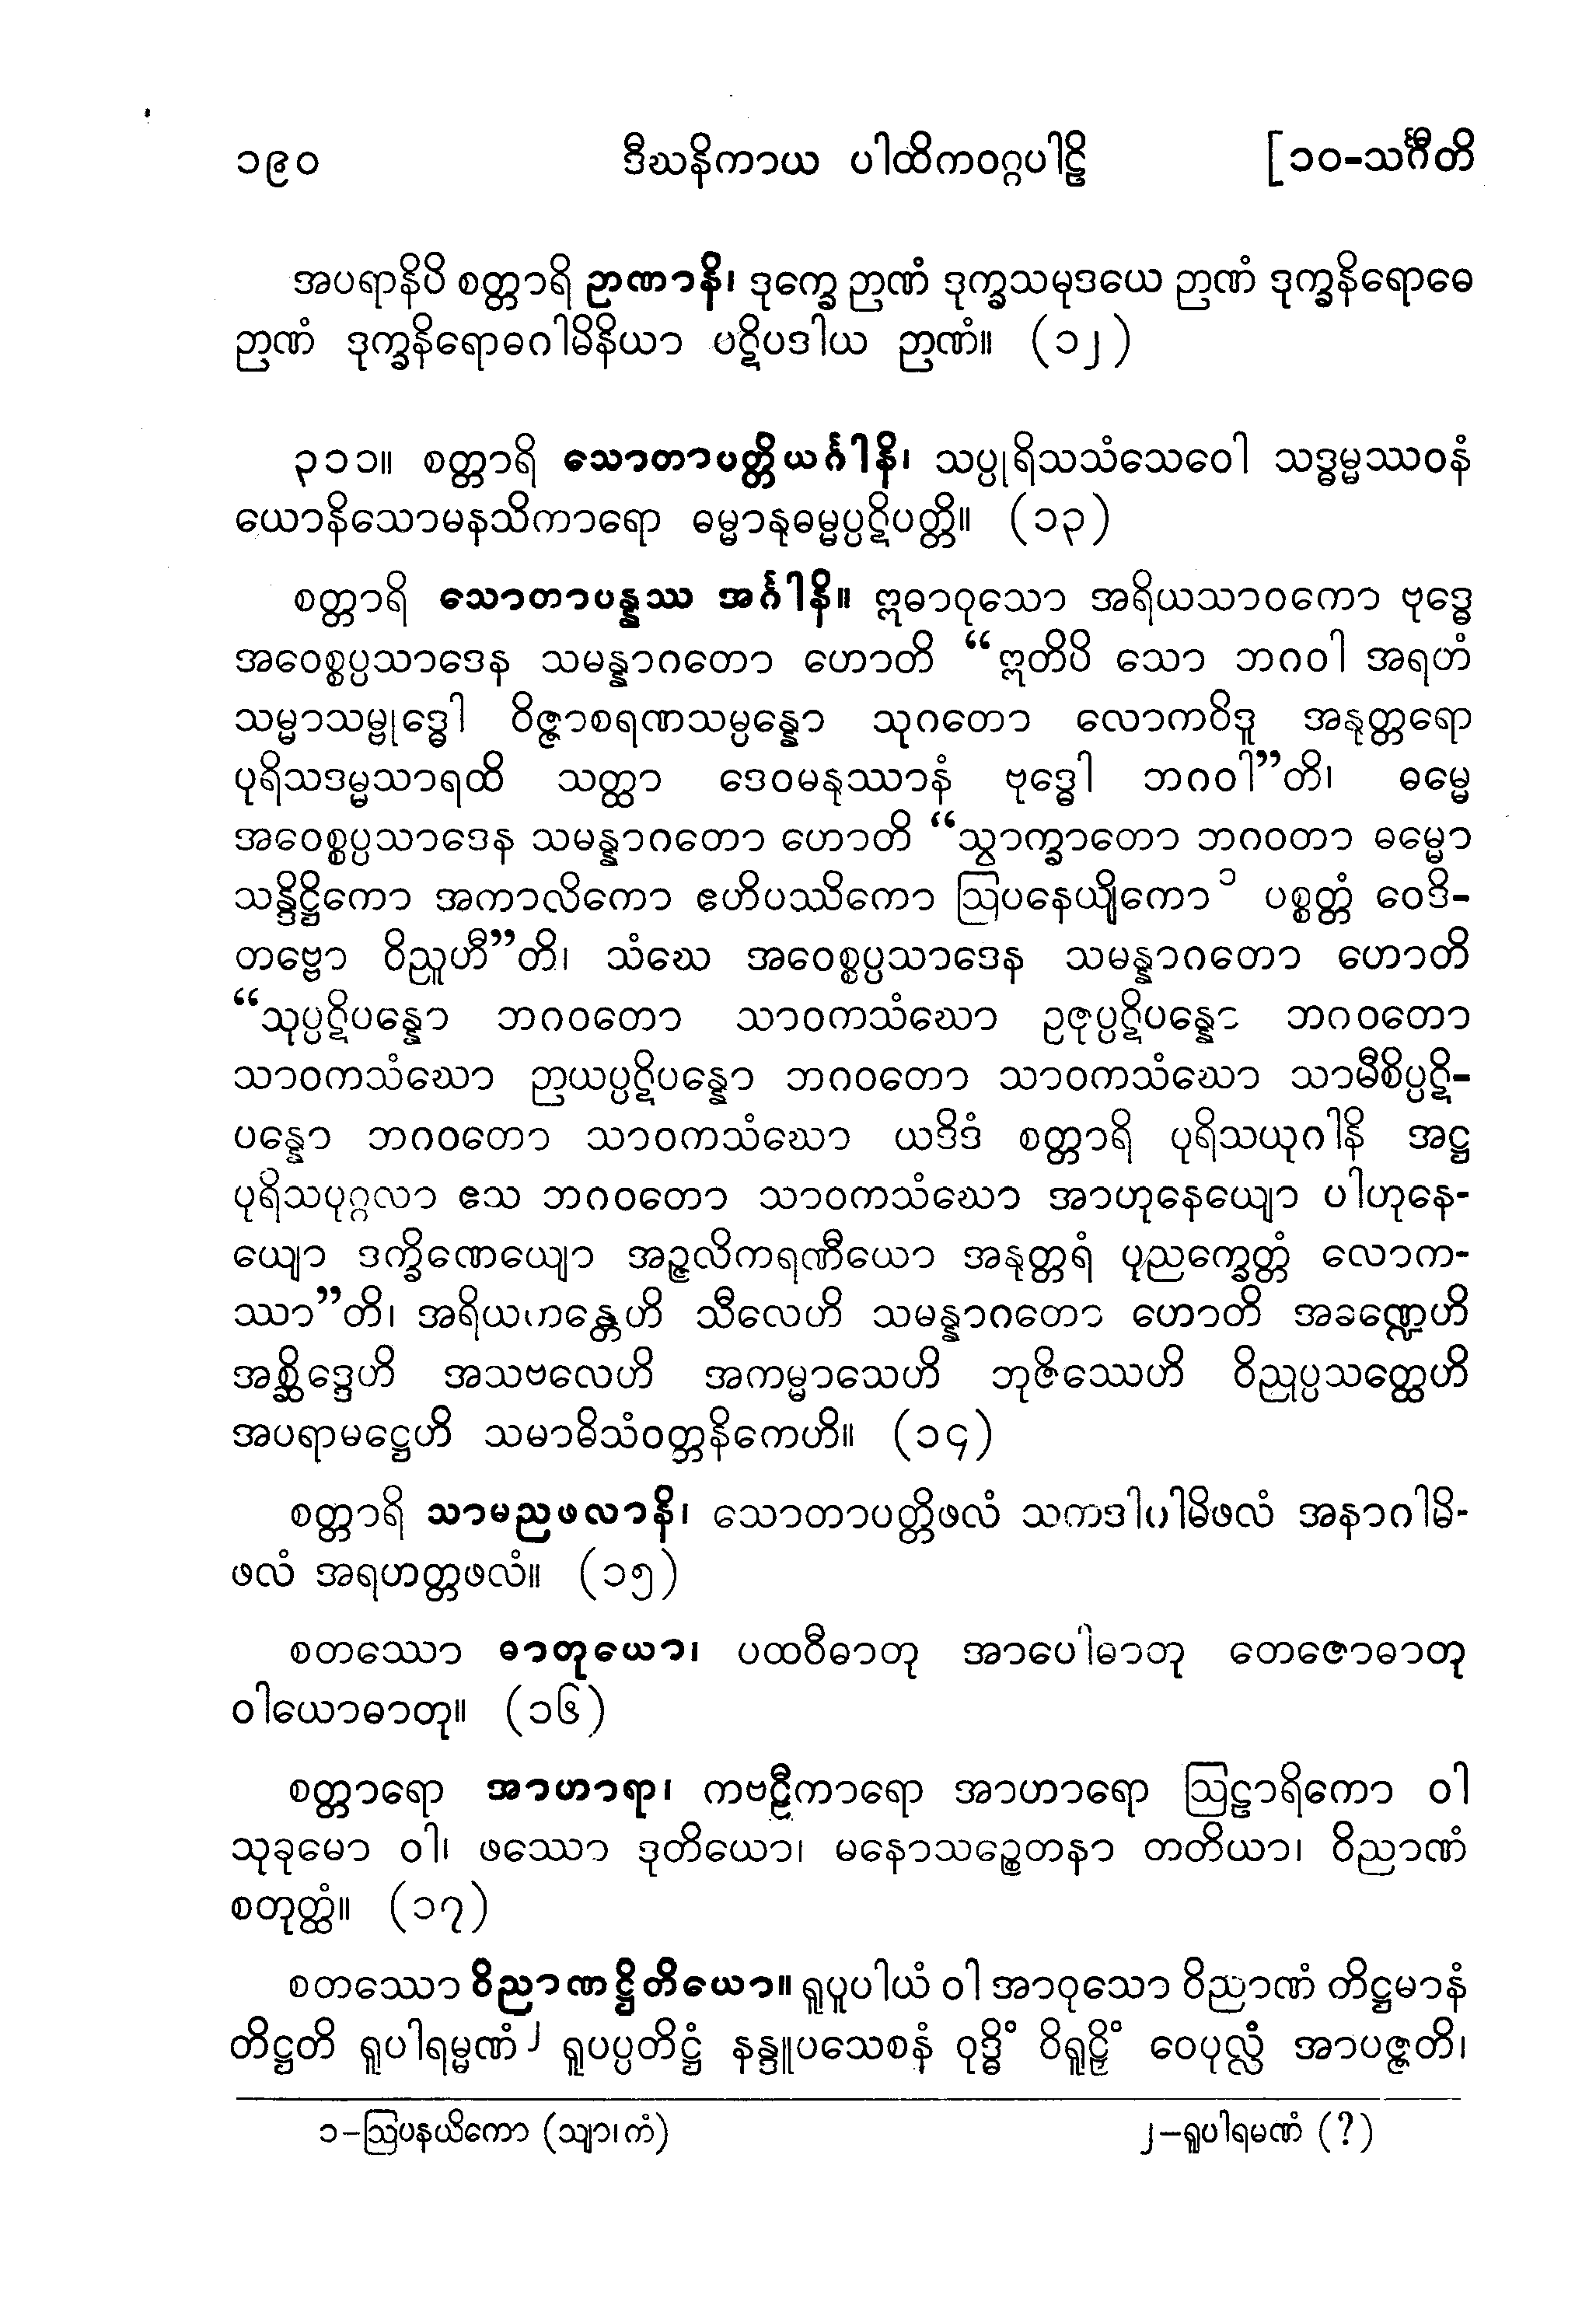 ၁၉၀ ဒီဃနိကာယ ပါထိကဝဂ္ဂပါဠိ [၁၀-သင်္ဂီတိ
အပရာနိပိ စတ္တာရိ ဉာဏာနိ၊ ဒုက္ခေ ဉာဏံ ဒုက္ခသမုဒယေ ဉာဏံ ဒုက္ခနိရောဓေ
ဉာဏံ ဒုက္ခနိရောဓဂါမိနိယာ ပဋိပဒါယ ဉာဏံ။ (၁၂)
၃၁၁။ စတ္တာရိ သောတာပတ္တိယင်္ဂါနိ၊ သပ္ပုရိသသံသေဝေါ သဒ္ဓမ္မဿဝနံ
ယောနိသောမနသိကာရော ဓမ္မာနုဓမ္မပ္ပဋိပတ္တိ။ (၁၃)
စတ္တာရိ သောတာပန္နဿ အင်္ဂါနိ။ ဣဓာဝုသော အရိယသာဝကော ဗုဒ္ဓေ
အဝေစ္စပ္ပသာဒေန သမန္နာဂတော ဟောတိ “ဣတိပိ သော ဘဂဝါ အရဟံ
သမ္မာသမ္ဗုဒ္ဓေါ ဝိဇ္ဇာစရဏသမ္ပန္နော သုဂတော လောကဝိဒူ အနုတ္တရော
ပုရိသဒမ္မသာရထိ သတ္ထာ ဒေဝမနုဿာနံ ဗုဒ္ဓေါ ဘဂဝါ”တိ၊ ဓမ္မေ
အဝေစ္စပ္ပသာဒေန သမန္နာဂတော ဟောတိ “သွာက္ခာတော ဘဂဝတာ ဓမ္မော
သန္ဒိဋ္ဌိကော အကာလိကော ဧဟိပဿိကော ဩပနေယျိကော၁ ပစ္စတ္တံ ဝေဒိ-
တဗ္ဗော ဝိညူဟီ”တိ၊ သံဃေ အဝေစ္စပ္ပသာဒေန သမန္နာဂတော ဟောတိ
“သုပ္ပဋိပန္နော ဘဂဝတော သာဝကသံဃော ဥဇုပ္ပဋိပန္နော ဘဂဝတော
သာဝကသံဃော ဉာယပ္ပဋိပန္နော ဘဂဝတော သာဝကသံဃော သာမီစိပ္ပဋိ-
ပန္နော ဘဂဝတော သာဝကသံဃော ယဒိဒံ စတ္တာရိ ပုရိသယုဂါနိ အဋ္ဌ
ပုရိသပုဂ္ဂလာ ဧသ ဘဂဝတော သာဝကသံဃော အာဟုနေယျော ပါဟုနေ-
ယျော ဒက္ခိဏေယျော အဉ္ဇလိကရဏီယော အနုတ္တရံ ပုညက္ခေတ္တံ လောက-
ဿာ”တိ၊ အရိယကန္တေဟိ သီလေဟိ သမန္နာဂတော ဟောတိ အခဏ္ဍေဟိ
အစ္ဆိဒ္ဒေဟိ အသဗလေဟိ အကမ္မာသေဟိ ဘုဇိဿေဟိ ဝိညုပ္ပသတ္ထေဟိ
အပရာမဋ္ဌေဟိ သမာဓိသံဝတ္တနိကေဟိ။ (၁၄)
စတ္တာရိ သာမညဖလာနိ၊ သောတာပတ္တိဖလံ သကဒါဂါမိဖလံ အနာဂါမိ-
ဖလံ အရဟတ္တဖလံ။ (၁၅)
စတဿော ဓာတုယော၊ ပထဝီဓာတု အာပေါဓာတု တေဇောဓာတု
ဝါယောဓာတု။ (၁၆)
စတ္တာရော အာဟာရာ၊ ကဗဠီကာရော အာဟာရော ဩဠာရိကော ဝါ
သုခုမော ဝါ၊ ဖဿော ဒုတိယော၊ မနောသဉ္စေတနာ တတိယာ၊ ဝိညာဏံ
စတုတ္ထံ။ (၁၇)
စတဿော ဝိညာဏဋ္ဌိတိယော။ ရူပူပါယံ ဝါ အာဝုသော ဝိညာဏံ တိဋ္ဌမာနံ
တိဋ္ဌတိ ရူပါရမ္မဏံ၂ ရူပပ္ပတိဋ္ဌံ နန္ဒူပသေစနံ ဝုဒ္ဓိံ ဝိရူဠှိံ ဝေပုလ္လံ အာပဇ္ဇတိ၊
၁-ဩပနယိကော (သျာ၊ကံ) ၂-ရူပါရမဏံ (?)